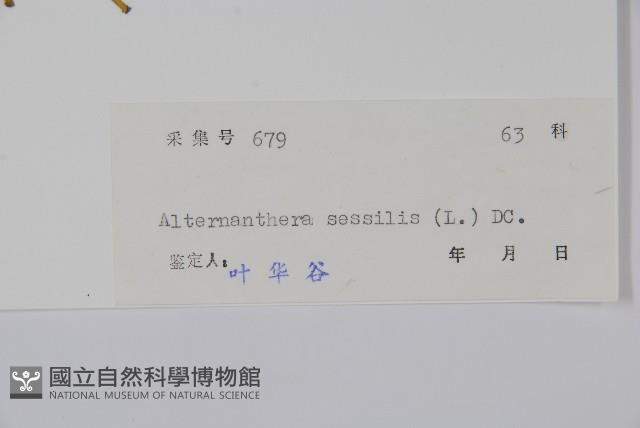 采集号 679 63 科
Alternanthera sessilis (L.) DC.
鉴定人: 叶华谷 年 月 日
國立自然科學博物館
NATIONAL MUSEUM OF NATURAL SCIENCE